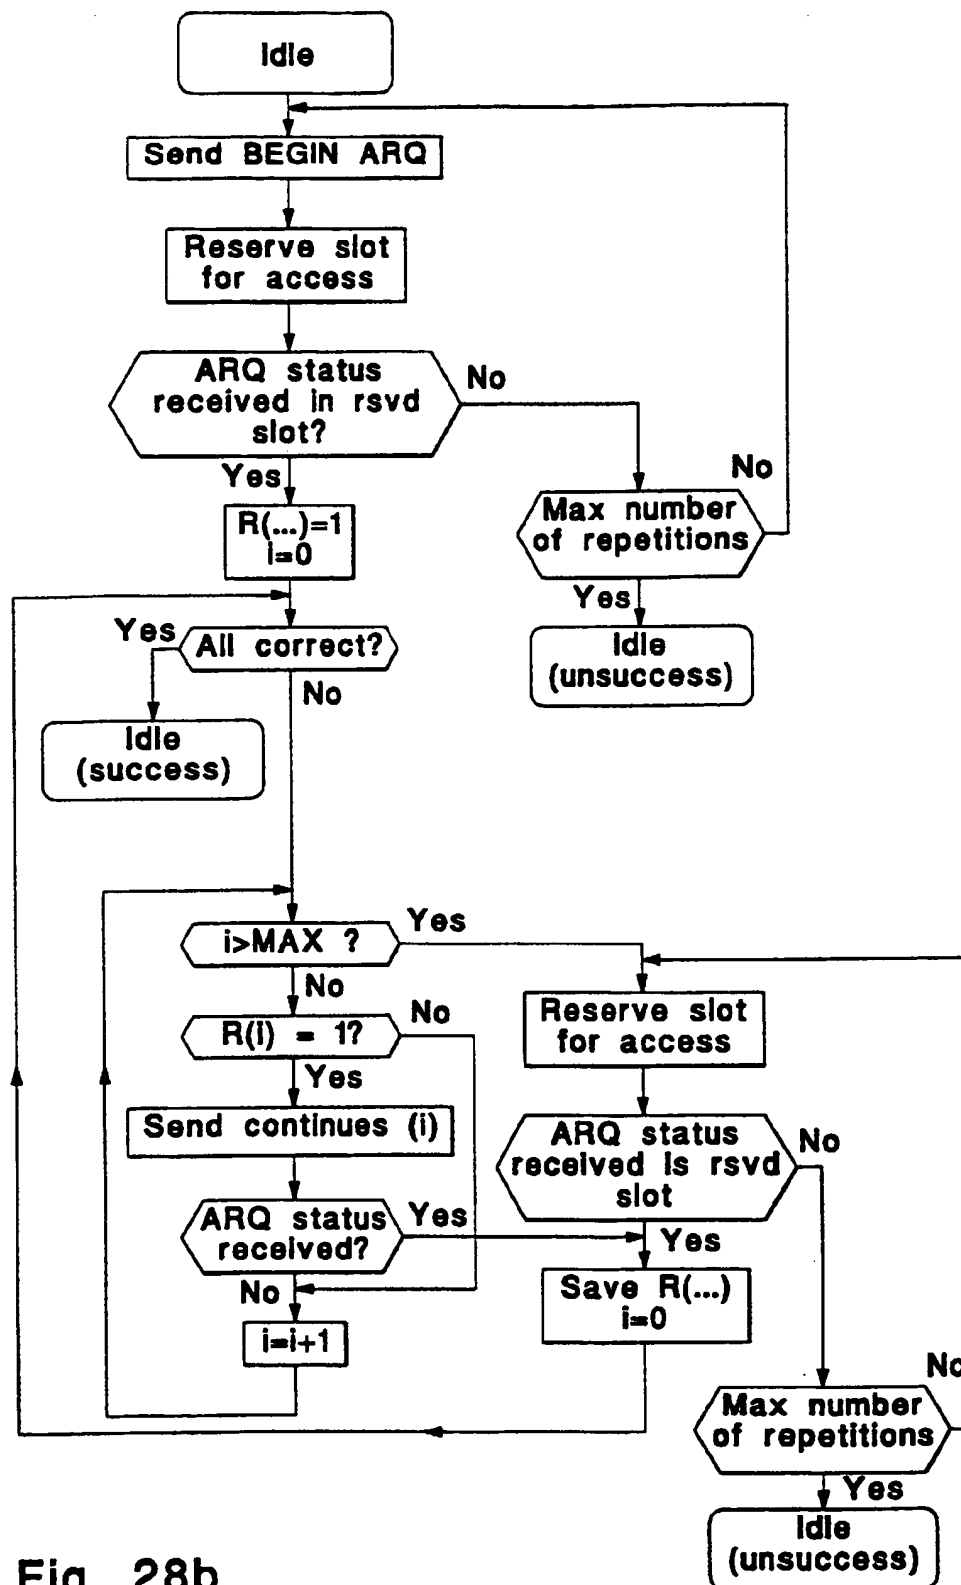 Idle
Send BEGIN ARQ
Reserve slot
for access
ARQ status
received in rsvd
slot?
No
Yes
No
Max number
of repetitions
R(...)=1
i=0
Yes
Idle
(unsuccess)
Yes
All correct?
No
Idle
(success)
i>MAX ?
Yes
No
Reserve slot
for access
R(i) = 1?
No
Yes
Send continues (i)
ARQ status
received is rsvd
slot
No
ARQ status
received?
Yes
Yes
No
Save R(...)
i=0
i=i+1
No
Max number
of repetitions
Yes
Idle
(unsuccess)
Fig. 28b